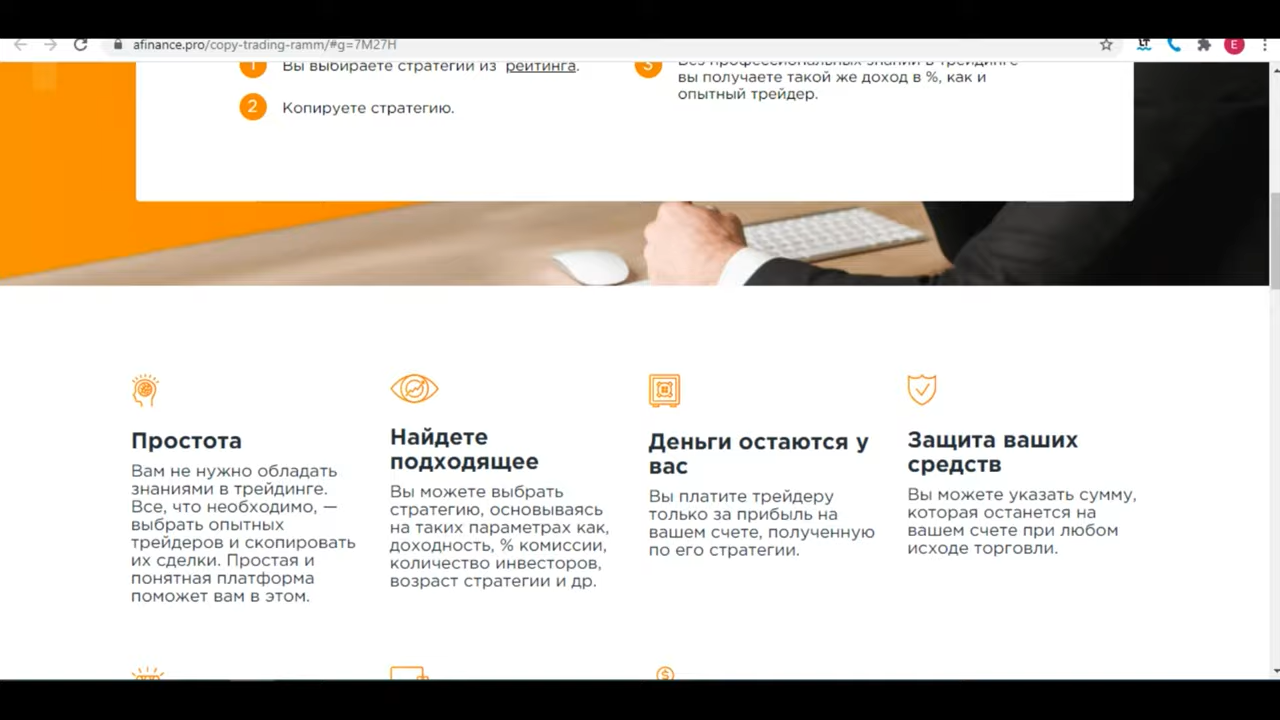 afinance.pro/copy-trading-ramm/#g=7M27H
E
1
Вы выбираете стратегии из рейтинга.
2
Копируете стратегию.
3
Без профессиональных знаний в трейдинге
вы получаете такой же доход в %, как и
опытный трейдер.
Простота
Вам не нужно обладать
знаниями в трейдинге.
Все, что необходимо, —
выбрать опытных
трейдеров и скопировать
их сделки. Простая и
понятная платформа
поможет вам в этом.
Найдете
подходящее
Вы можете выбрать
стратегию, основываясь
на таких параметрах как,
доходность, % комиссии,
количество инвесторов,
возраст стратегии и др.
Деньги остаются у
вас
Вы платите трейдеру
только за прибыль на
вашем счете, полученную
по его стратегии.
Защита ваших
средств
Вы можете указать сумму,
которая останется на
вашем счете при любом
исходе торговли.